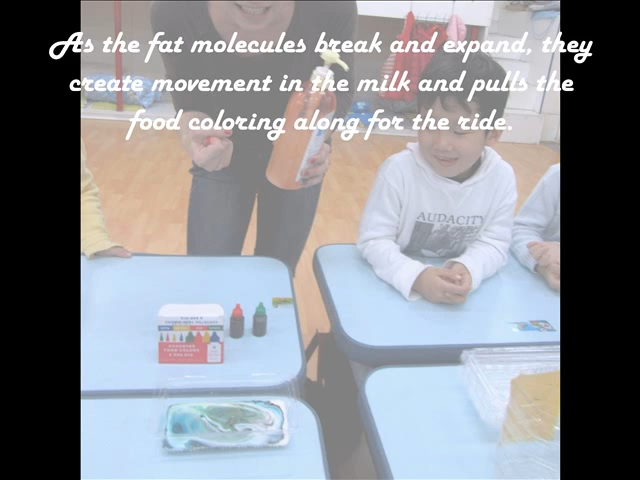 As the fat molecules break and expand, they
create movement in the milk and pulls the
food coloring along for the ride.
AUDACITY